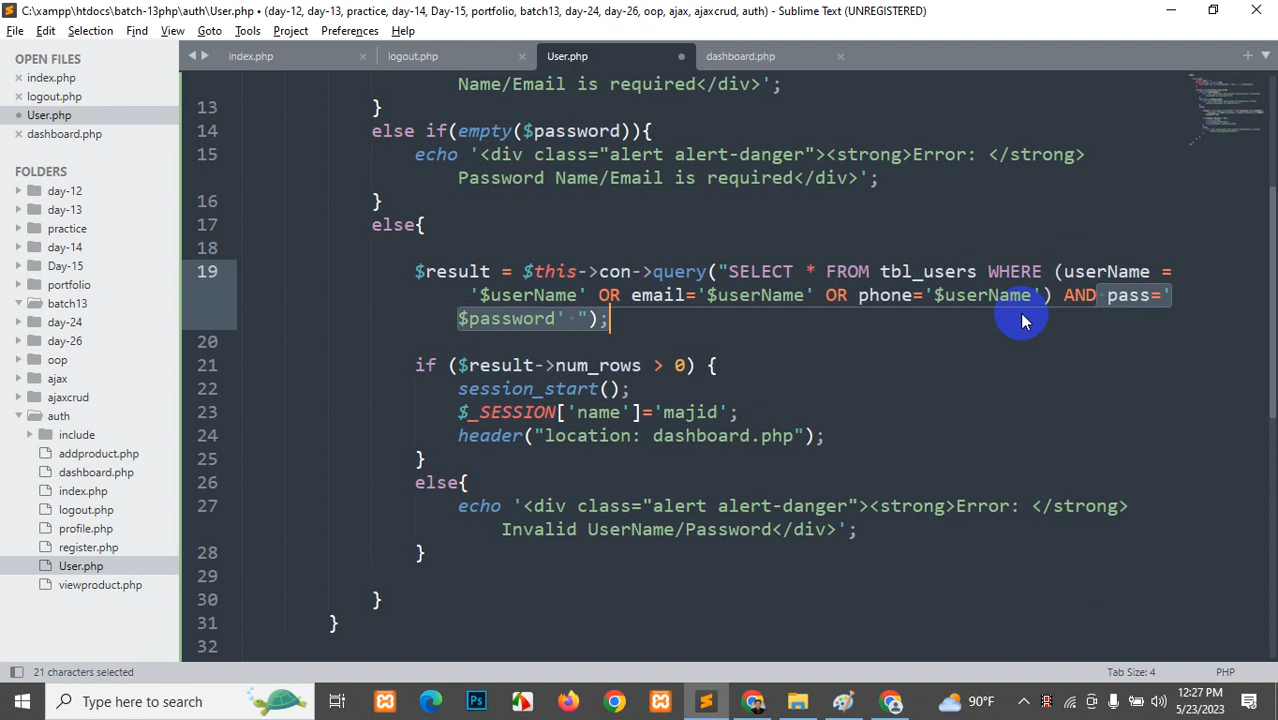 C:\xampp\htdocs\batch-13php\auth\User.php • (day-12, day-13, practice, day-14, Day-15, portfolio, batch13, day-24, day-26, oop, ajax, ajaxcrud, auth) - Sublime Text (UNREGISTERED)
File Edit Selection Find View Goto Tools Project Preferences Help
OPEN FILES
index.php
logout.php
User.php
dashboard.php
FOLDERS
day-12
day-13
practice
day-14
Day-15
portfolio
batch13
day-24
day-26
oop
ajax
ajaxcrud
auth
include
addproduct.php
dashboard.php
index.php
logout.php
profile.php
register.php
User.php
viewproduct.php
index.php logout.php User.php dashboard.php
Name/Email is required</div>';
13 }
14 else if(empty($password)){
15 echo '<div class="alert alert-danger"><strong>Error: </strong>
Password Name/Email is required</div>';
16 }
17 else{
18
19 $result = $this->con->query("SELECT * FROM tbl_users WHERE (userName =
'$userName' OR email='$userName' OR phone='$userName') AND pass='
$password' ");
20
21 if ($result->num_rows > 0) {
22 session_start();
23 $_SESSION['name']='majid';
24 header("location: dashboard.php");
25 }
26 else{
27 echo '<div class="alert alert-danger"><strong>Error: </strong>
Invalid UserName/Password</div>';
28 }
29
30 }
31 }
32
21 characters selected Tab Size: 4 PHP
Type here to search
90°F
12:27 PM
5/23/2023